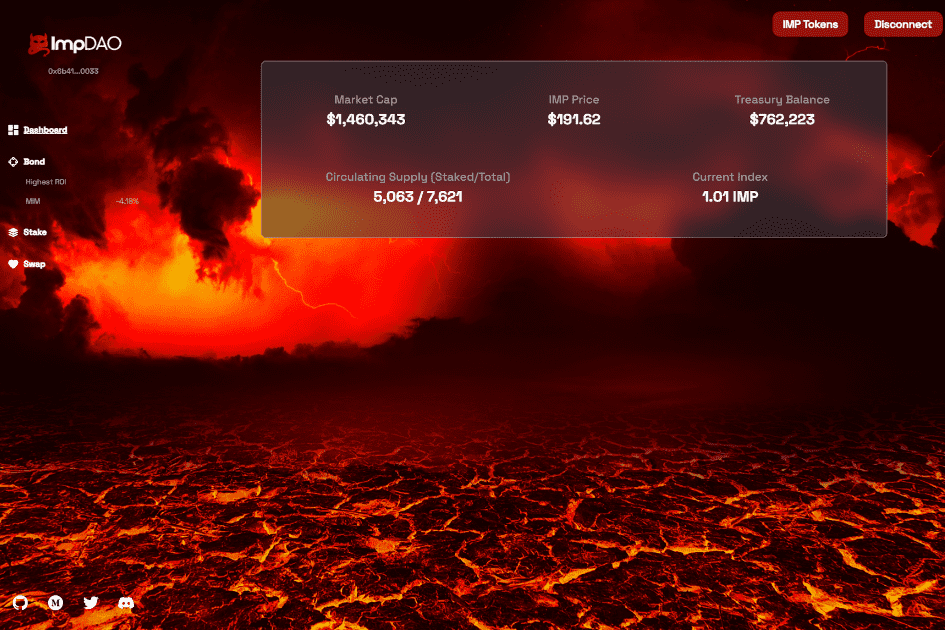 IMP Tokens
Disconnect
ImpDAO
0x6b41...0033
Dashboard
Bond
Highest ROI
MIM -4.18%
Stake
Swap
Market Cap
$1,460,343
IMP Price
$191.62
Treasury Balance
$762,223
Circulating Supply (Staked/Total)
5,063 / 7,621
Current Index
1.01 IMP
M